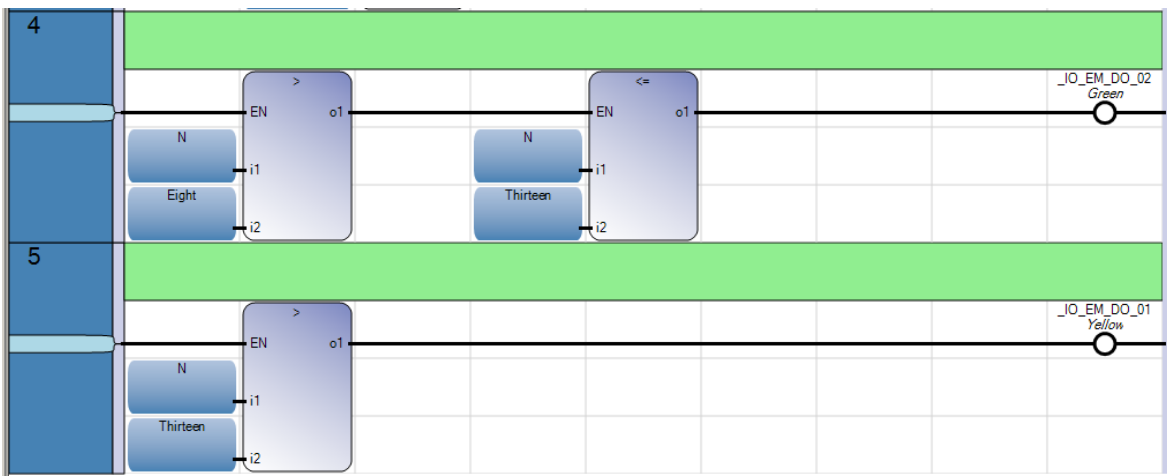 4
> <=
_IO_EM_DO_02
Green
EN o1 EN o1
N N
i1 i1
Eight Thirteen
i2 i2
5
>
_IO_EM_DO_01
Yellow
EN o1
N
i1
Thirteen
i2